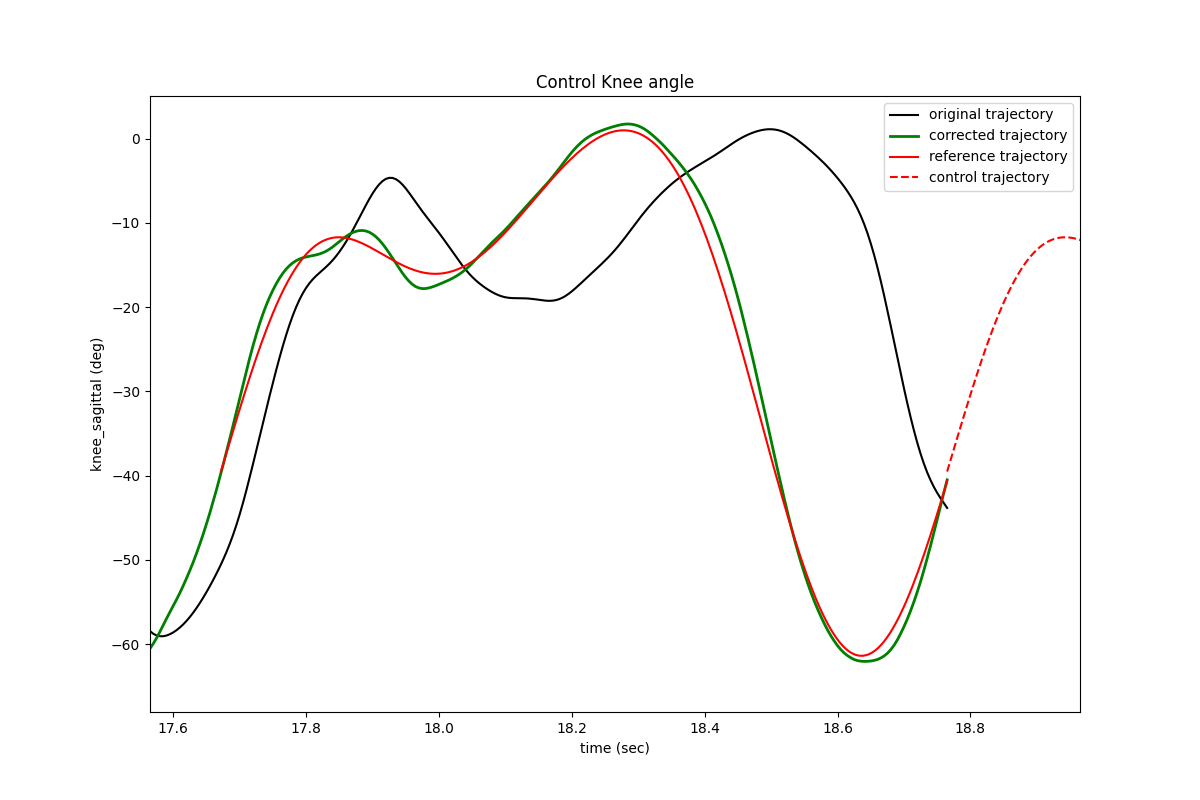 Control Knee angle
original trajectory
corrected trajectory
reference trajectory
control trajectory
knee_sagittal (deg)
0
−10
−20
−30
−40
−50
−60
17.6 17.8 18.0 18.2 18.4 18.6 18.8
time (sec)